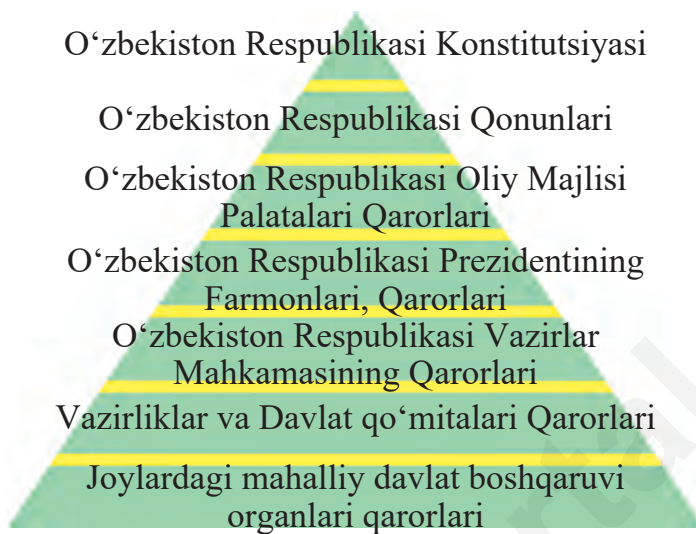 O‘zbekiston Respublikasi Konstitutsiyasi
O‘zbekiston Respublikasi Qonunlari
O‘zbekiston Respublikasi Oliy Majlisi
Palatalari Qarorlari
O‘zbekiston Respublikasi Prezidentining
Farmonlari, Qarorlari
O‘zbekiston Respublikasi Vazirlar
Mahkamasining Qarorlari
Vazirliklar va Davlat qo‘mitalari Qarorlari
Joylardagi mahalliy davlat boshqaruvi
organlari qarorlari